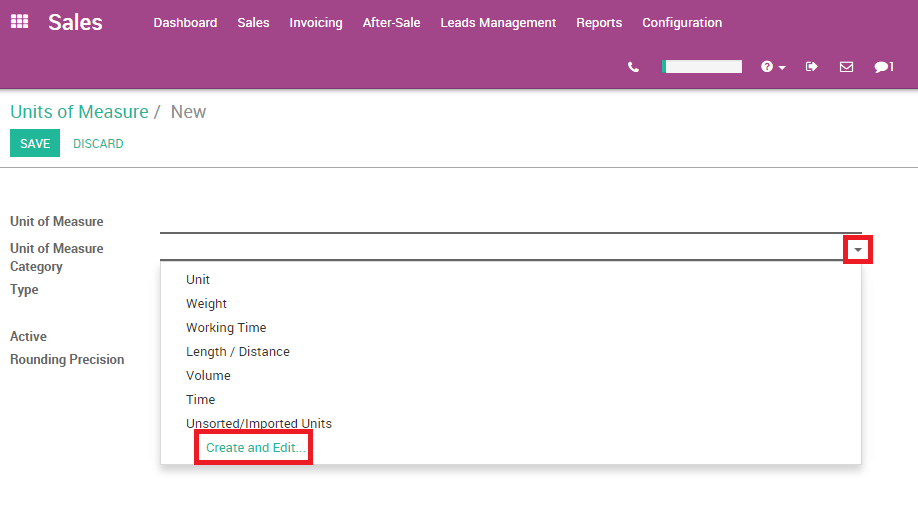 Sales
Dashboard Sales Invoicing After-Sale Leads Management Reports Configuration
1
Units of Measure / New
SAVE DISCARD
Unit of Measure
Unit of Measure
Category
Type
Active
Rounding Precision
Unit
Weight
Working Time
Length / Distance
Volume
Time
Unsorted/Imported Units
Create and Edit...